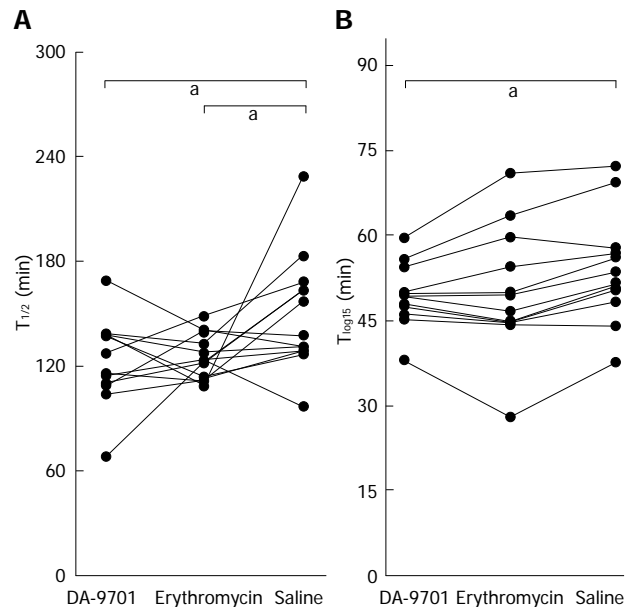 A
300
240
180
120
60
0
T1/2 (min)
a
a
DA-9701 Erythromycin Saline
B
90
75
60
45
30
15
0
Tlog15 (min)
a
DA-9701 Erythromycin Saline